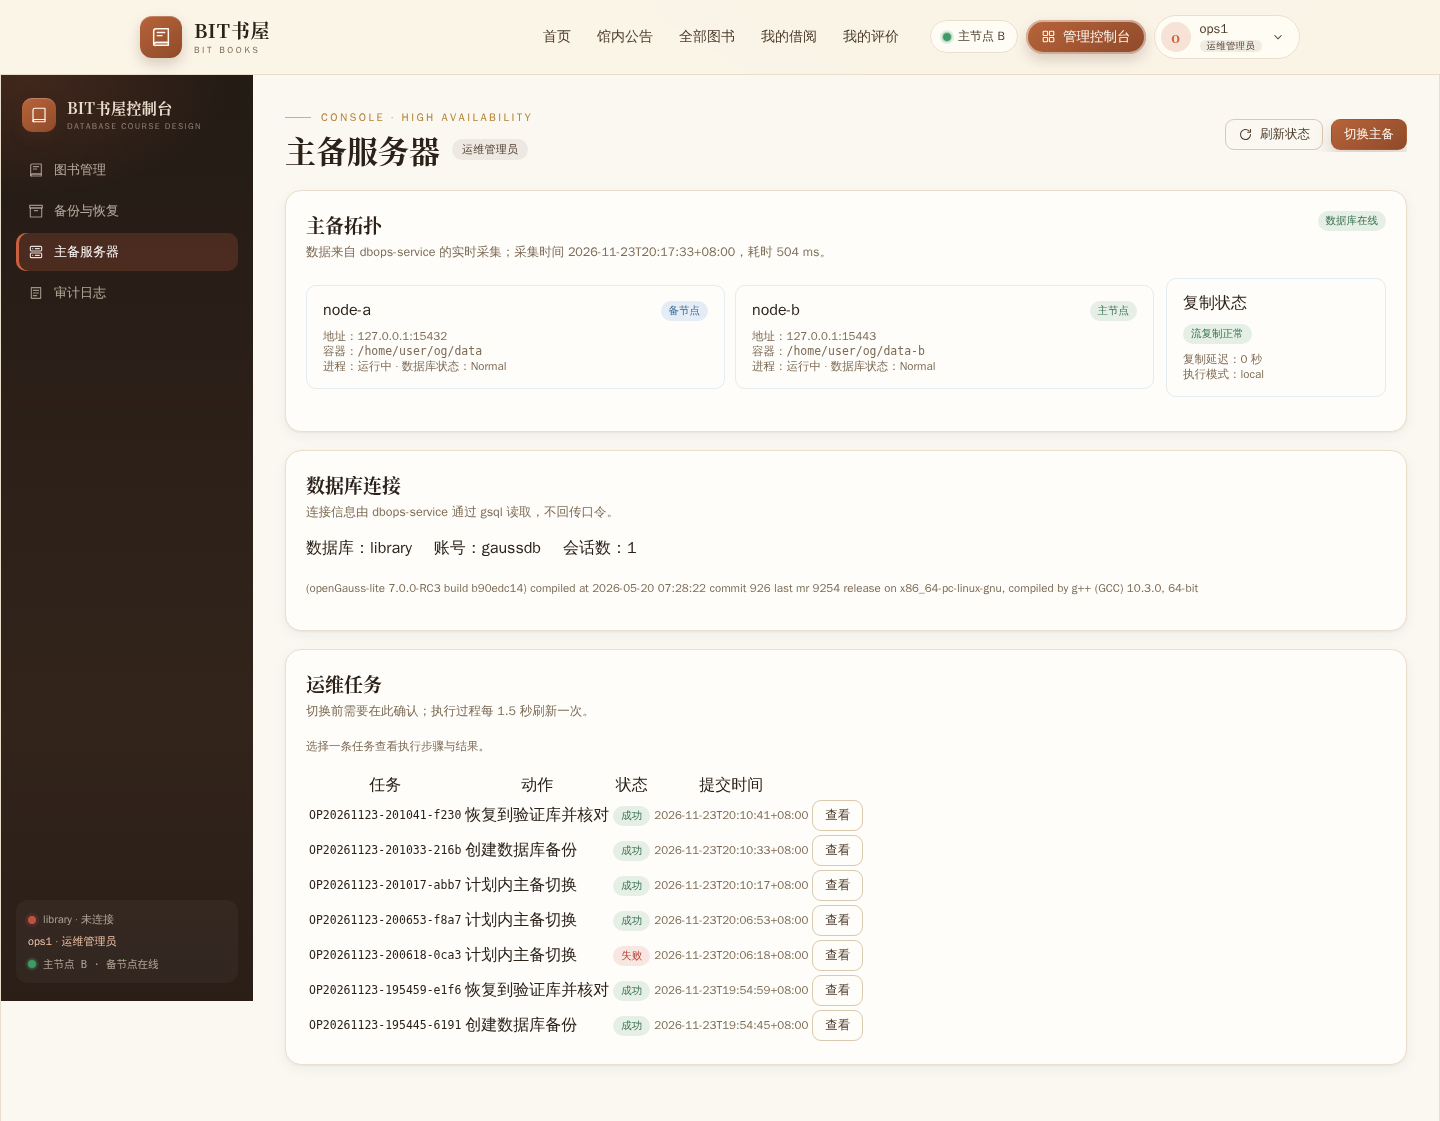 BIT书屋
BIT BOOKS
首页 馆内公告 全部图书 我的借阅 我的评价
主节点 B
管理控制台
O
ops1
运维管理员
BIT书屋控制台
DATABASE COURSE DESIGN
图书管理
备份与恢复
主备服务器
审计日志
library · 未连接
ops1 · 运维管理员
主节点 B · 备节点在线
CONSOLE · HIGH AVAILABILITY
主备服务器 运维管理员
刷新状态 切换主备
主备拓扑 数据库在线
数据来自 dbops-service 的实时采集；采集时间 2026-11-23T20:17:33+08:00，耗时 504 ms。
node-a 备节点
地址：127.0.0.1:15432
容器：/home/user/og/data
进程：运行中 · 数据库状态：Normal
node-b 主节点
地址：127.0.0.1:15443
容器：/home/user/og/data-b
进程：运行中 · 数据库状态：Normal
复制状态
流复制正常
复制延迟：0 秒
执行模式：local
数据库连接
连接信息由 dbops-service 通过 gsql 读取，不回传口令。
数据库：library 账号：gaussdb 会话数：1
(openGauss-lite 7.0.0-RC3 build b90edc14) compiled at 2026-05-20 07:28:22 commit 926 last mr 9254 release on x86_64-pc-linux-gnu, compiled by g++ (GCC) 10.3.0, 64-bit
运维任务
切换前需要在此确认；执行过程每 1.5 秒刷新一次。
选择一条任务查看执行步骤与结果。
任务 动作 状态 提交时间
OP20261123-201041-f230 恢复到验证库并核对 成功 2026-11-23T20:10:41+08:00 查看
OP20261123-201033-216b 创建数据库备份 成功 2026-11-23T20:10:33+08:00 查看
OP20261123-201017-abb7 计划内主备切换 成功 2026-11-23T20:10:17+08:00 查看
OP20261123-200653-f8a7 计划内主备切换 成功 2026-11-23T20:06:53+08:00 查看
OP20261123-200618-0ca3 计划内主备切换 失败 2026-11-23T20:06:18+08:00 查看
OP20261123-195459-e1f6 恢复到验证库并核对 成功 2026-11-23T19:54:59+08:00 查看
OP20261123-195445-6191 创建数据库备份 成功 2026-11-23T19:54:45+08:00 查看